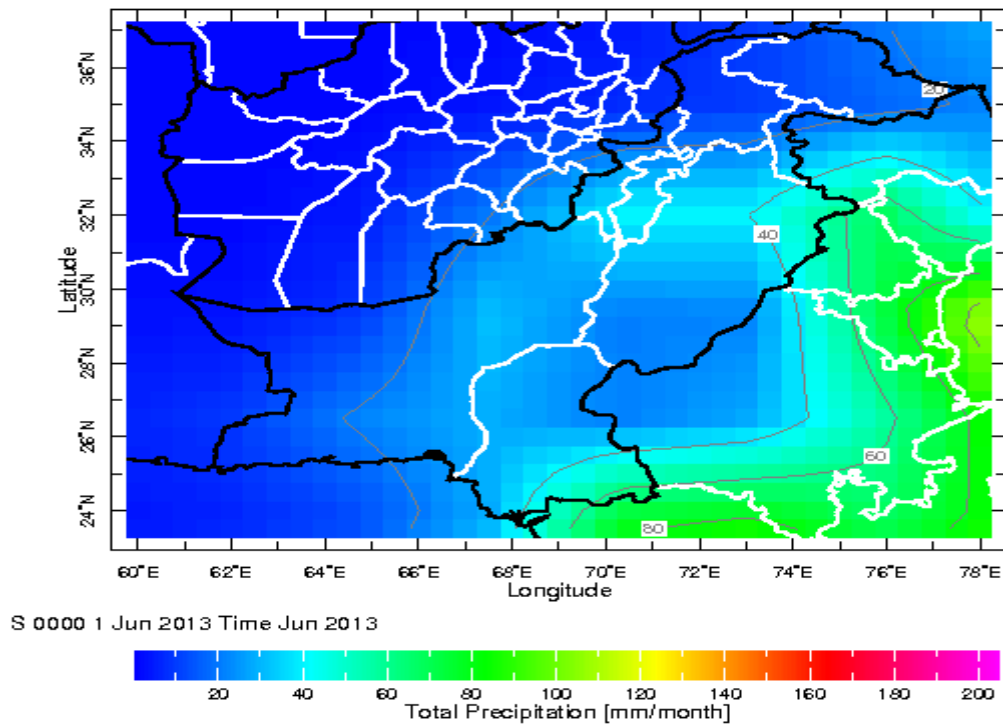 36°N
34°N
32°N
30°N
28°N
26°N
24°N
Latitude
20
40
60
80
60°E 62°E 64°E 66°E 68°E 70°E 72°E 74°E 76°E 78°E
Longitude
S 0000 1 Jun 2013 Time Jun 2013
20 40 60 80 100 120 140 160 180 200
Total Precipitation [mm/month]